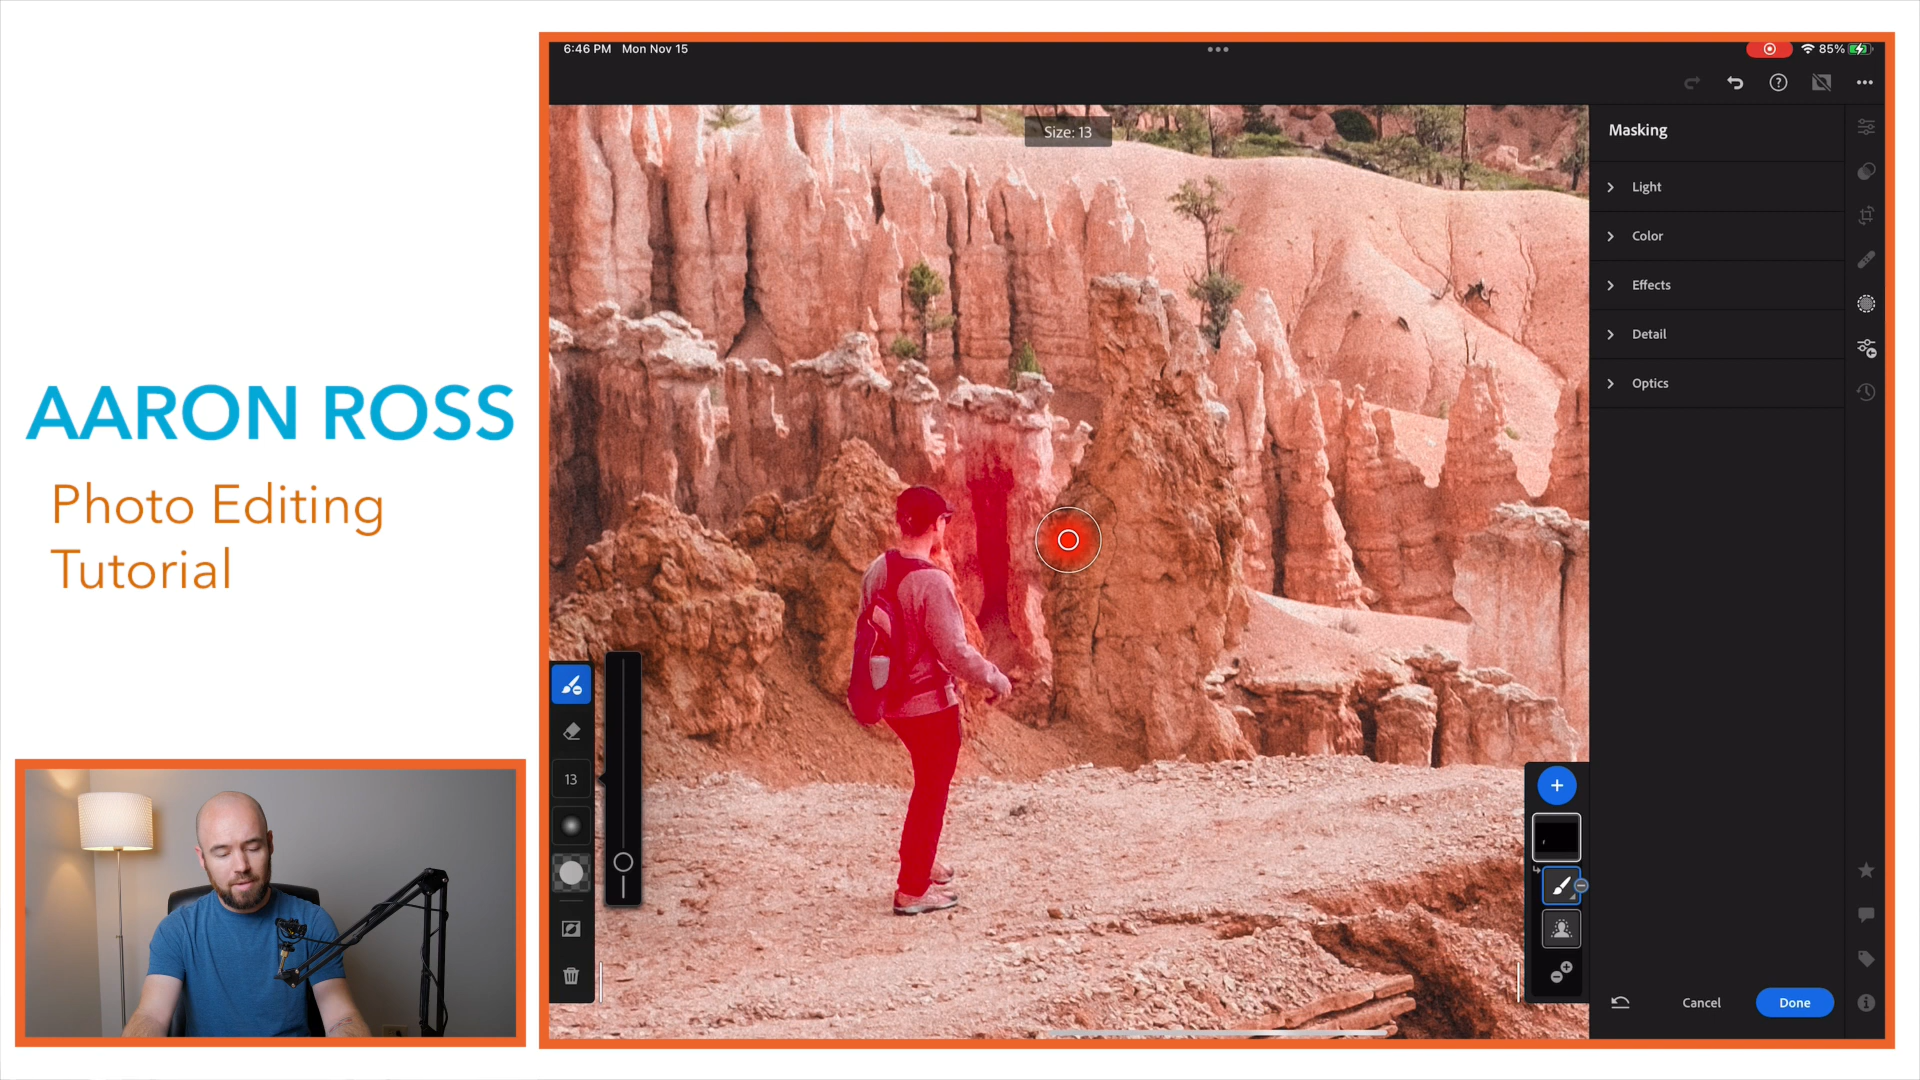 AARON ROSS
Photo Editing
Tutorial
6:46 PM Mon Nov 15
85%
Size: 13
Masking
Light
Color
Effects
Detail
Optics
13
Cancel
Done